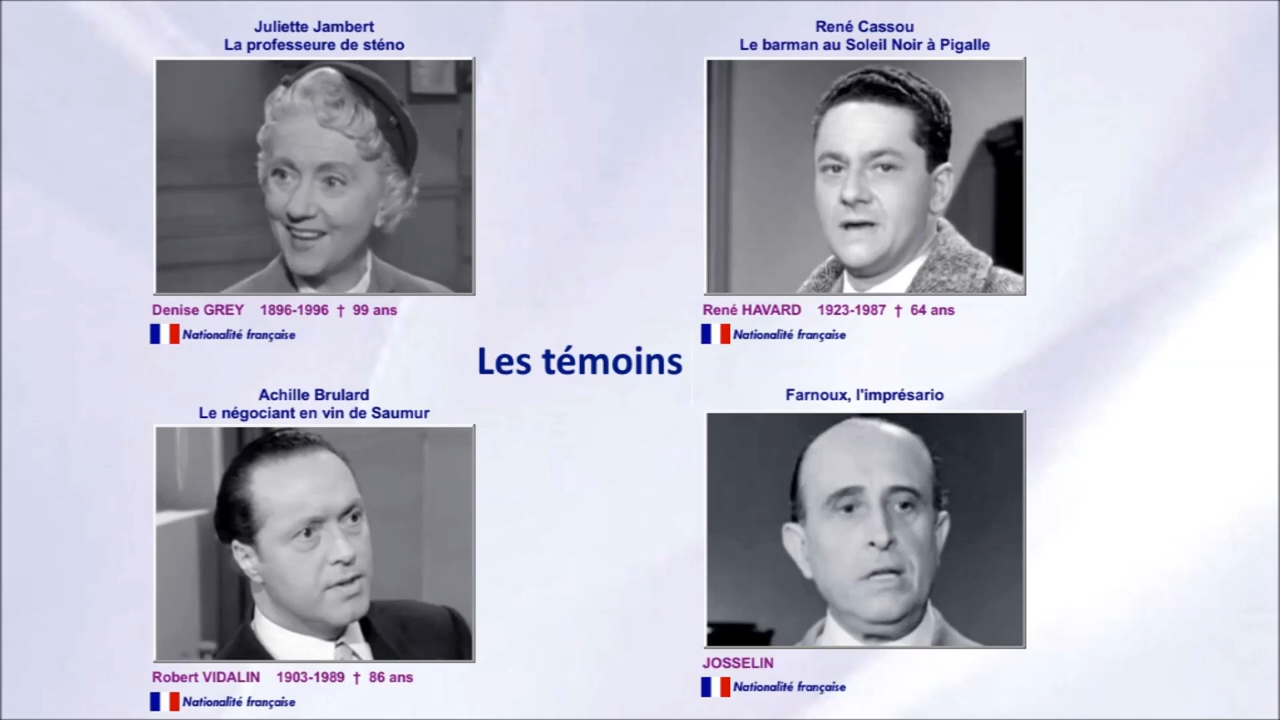 Juliette Jambert
La professeure de sténo
René Cassou
Le barman au Soleil Noir à Pigalle
Denise GREY 1896-1996 † 99 ans
Nationalité française
René HAVARD 1923-1987 † 64 ans
Nationalité française
Les témoins
Achille Brulard
Le négociant en vin de Saumur
Farnoux, l'imprésario
Robert VIDALIN 1903-1989 † 86 ans
Nationalité française
JOSSELIN
Nationalité française